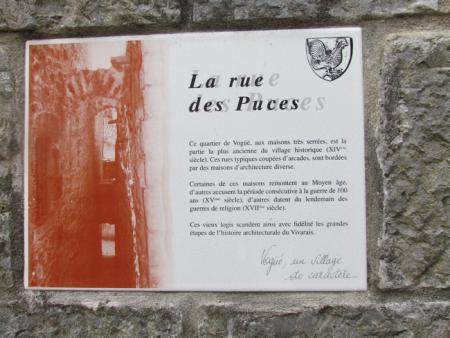 La rue
des Puces
Ce quartier de Vogüé, aux maisons très serrées, est la
partie la plus ancienne du village historique (XIVème
siècle). Ces rues typiques coupées d'arcades, sont bordées
par des maisons d'architecture diverse.
Certaines de ces maisons remontent au Moyen âge,
d'autres accusent la période consécutive à la guerre de 100
ans (XVème siècle), d'autres datent du lendemain des
guerres de religion (XVIIème siècle).
Ces vieux logis scandent ainsi avec fidélité les grandes
étapes de l'histoire architecturale du Vivarais.
Vogüé, un village
de caractère...